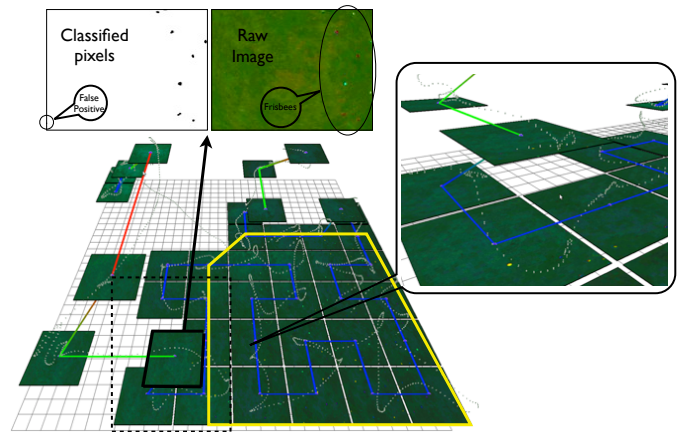 Classified
pixels
Raw
Image
False
Positive
Frisbees